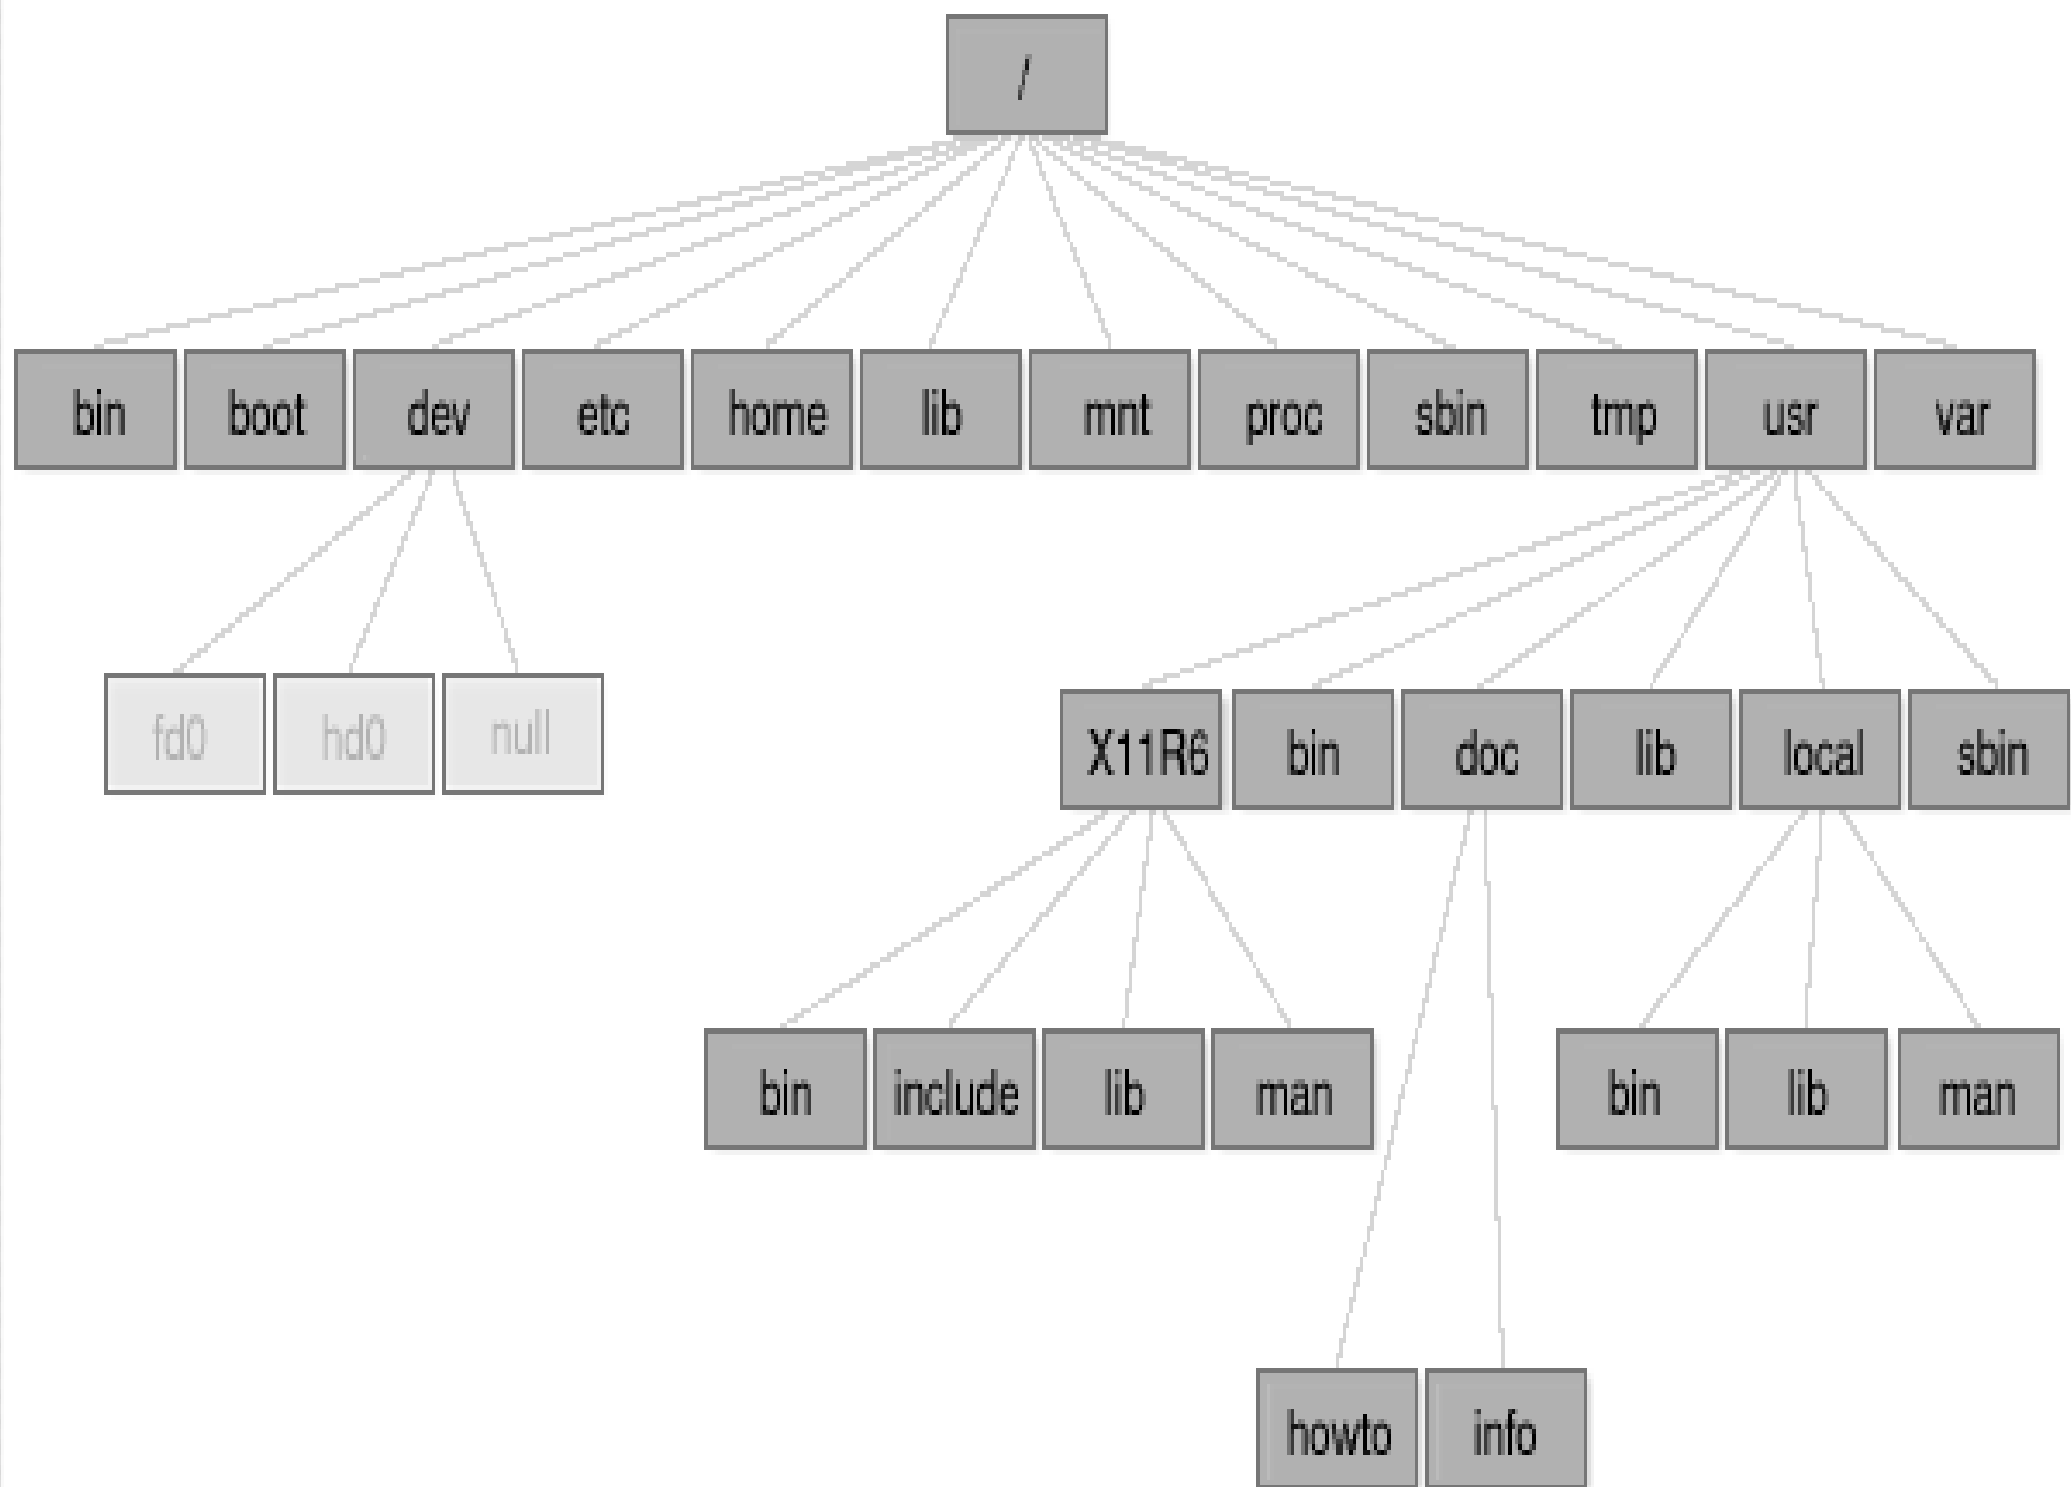 /
bin boot dev etc home lib mnt proc sbin tmp usr var
fd0 hd0 null
X11R6 bin doc lib local sbin
bin include lib man bin lib man
howto info